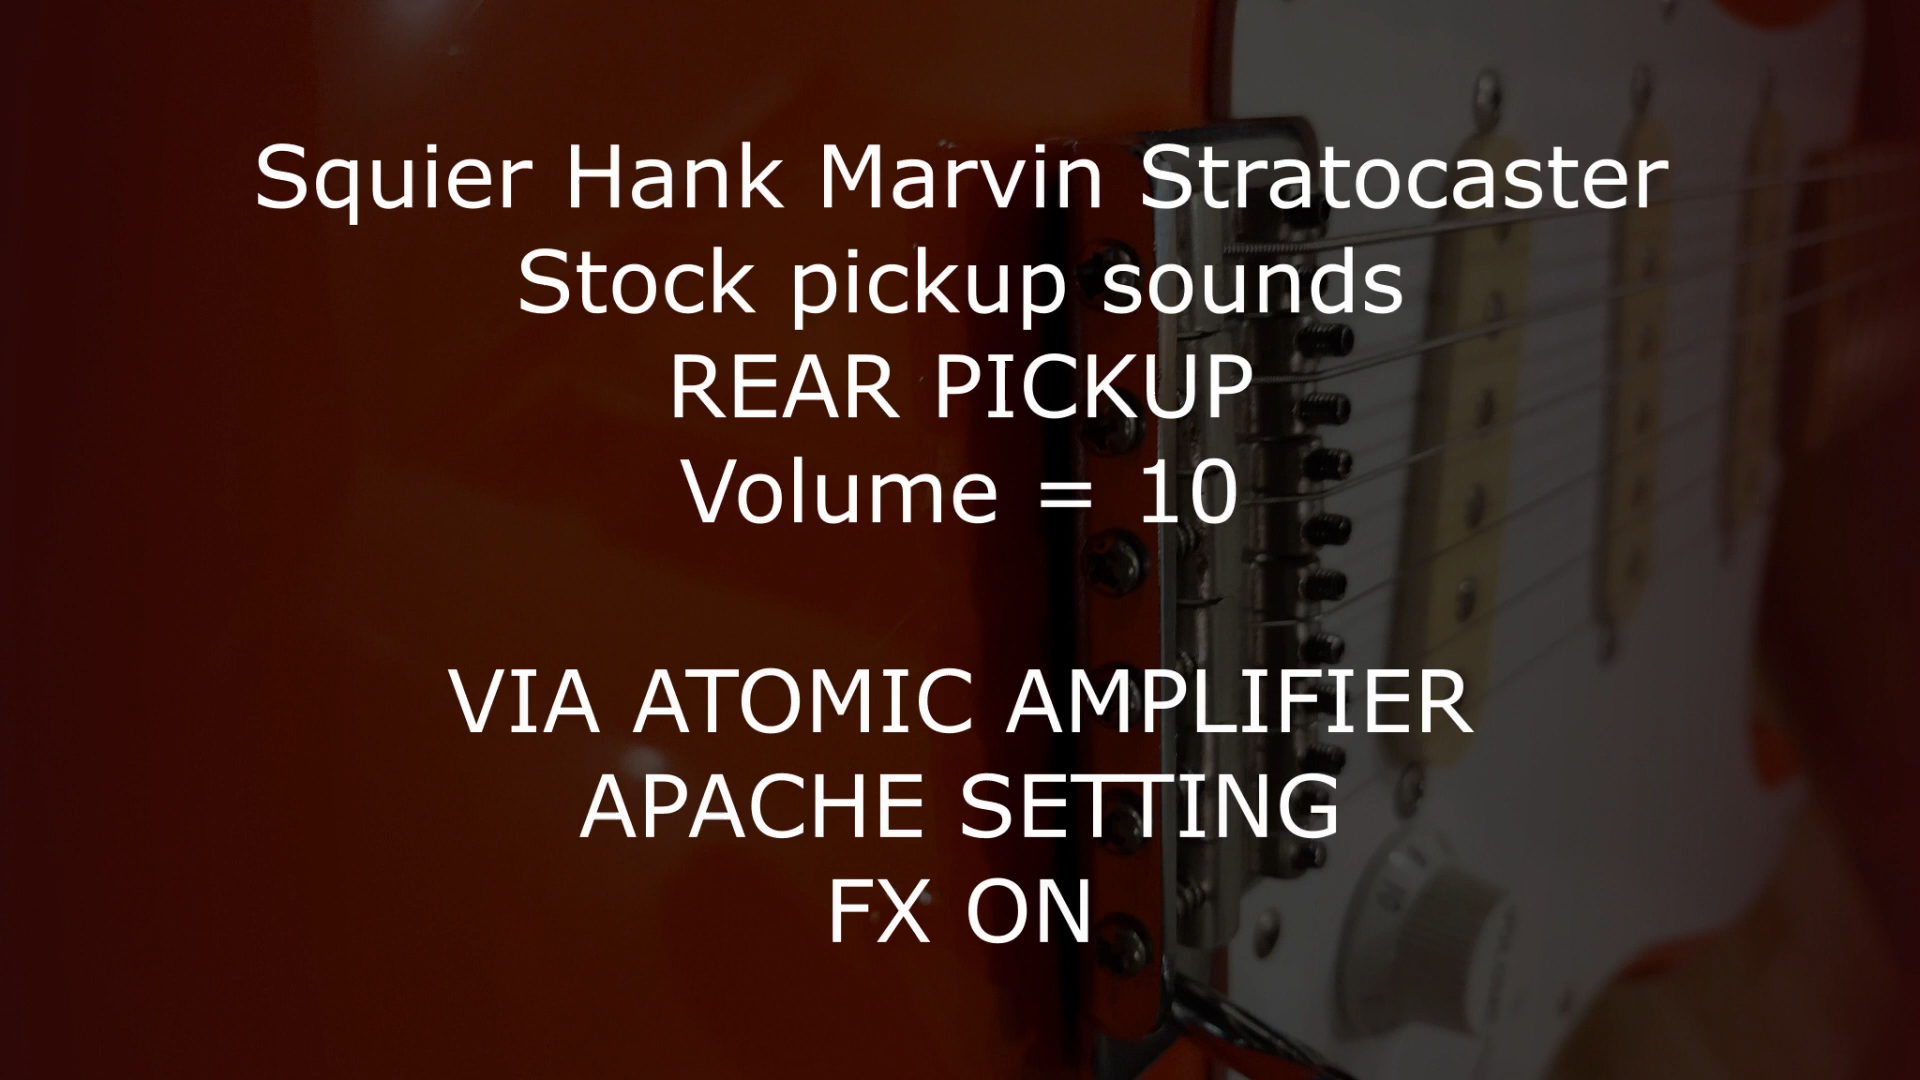 Squier Hank Marvin Stratocaster
Stock pickup sounds
REAR PICKUP
Volume = 10
VIA ATOMIC AMPLIFIER
APACHE SETTING
FX ON